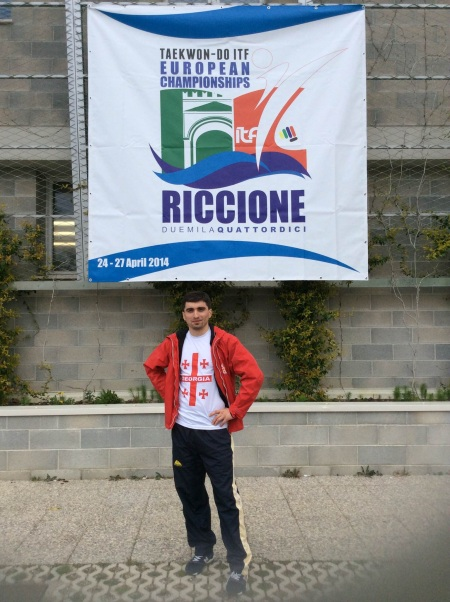 TAEKWON-DO ITF
EUROPEAN
CHAMPIONSHIPS
itf
RICCIONE
DUEMILAQUATTORDICI
24 - 27 April 2014
GEORGIA